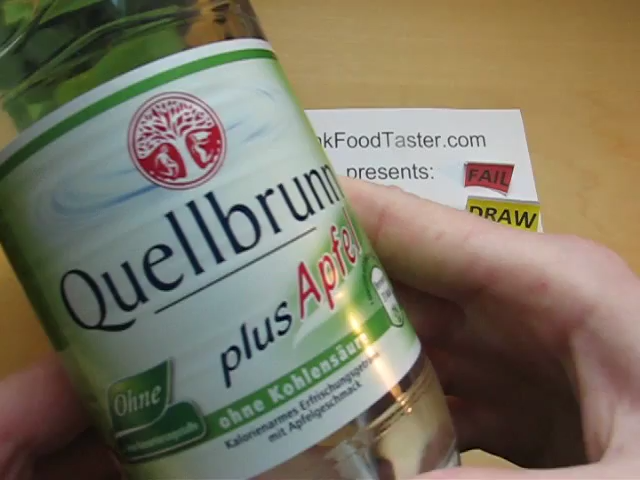 kFoodTaster.com
presents:
FAIL
DRAW
Quellbrunn
plus Apfel
Ohne
ohne Kohlensäure
Kalorienarmes Erfrischungsgetränk
mit Apfelgeschmack